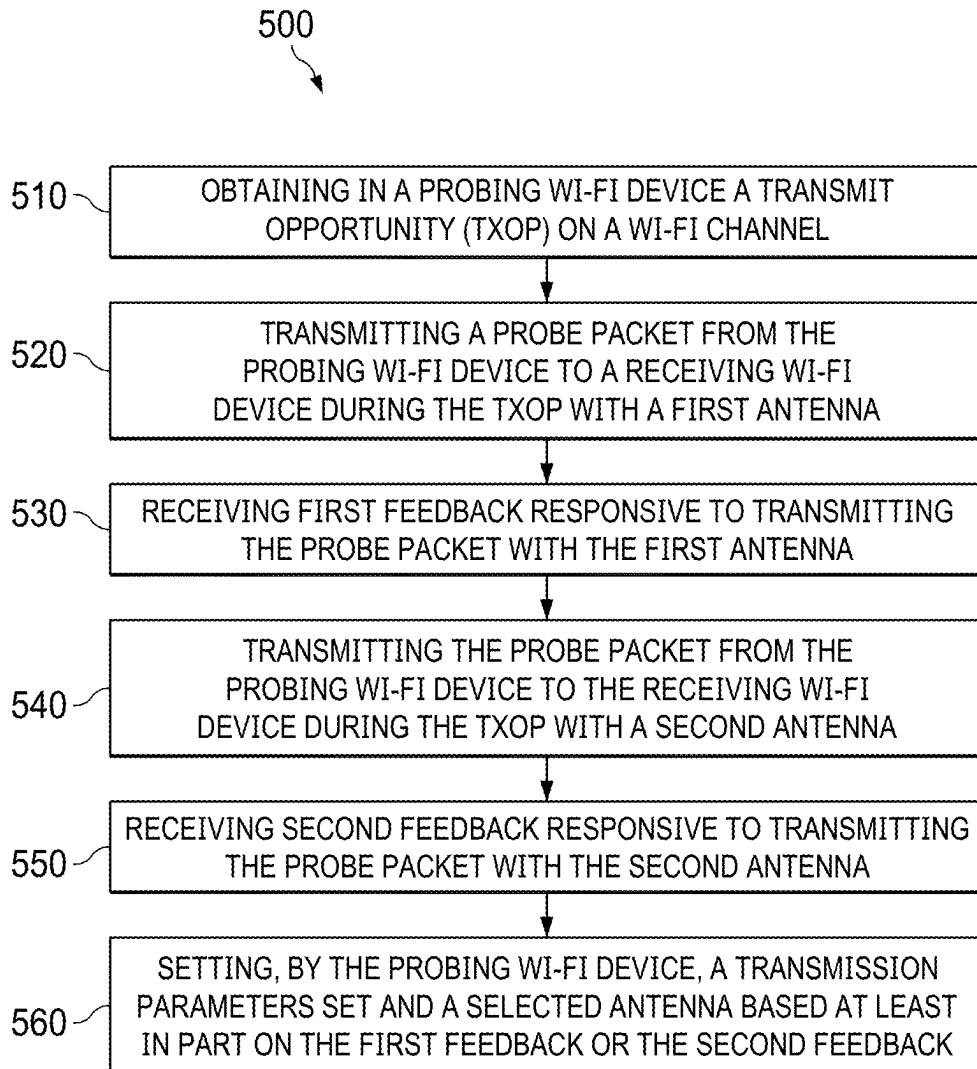 500
510
OBTAINING IN A PROBING WI-FI DEVICE A TRANSMIT
OPPORTUNITY (TXOP) ON A WI-FI CHANNEL
520
TRANSMITTING A PROBE PACKET FROM THE
PROBING WI-FI DEVICE TO A RECEIVING WI-FI
DEVICE DURING THE TXOP WITH A FIRST ANTENNA
530
RECEIVING FIRST FEEDBACK RESPONSIVE TO TRANSMITTING
THE PROBE PACKET WITH THE FIRST ANTENNA
540
TRANSMITTING THE PROBE PACKET FROM THE
PROBING WI-FI DEVICE TO THE RECEIVING WI-FI
DEVICE DURING THE TXOP WITH A SECOND ANTENNA
550
RECEIVING SECOND FEEDBACK RESPONSIVE TO TRANSMITTING
THE PROBE PACKET WITH THE SECOND ANTENNA
560
SETTING, BY THE PROBING WI-FI DEVICE, A TRANSMISSION
PARAMETERS SET AND A SELECTED ANTENNA BASED AT LEAST
IN PART ON THE FIRST FEEDBACK OR THE SECOND FEEDBACK